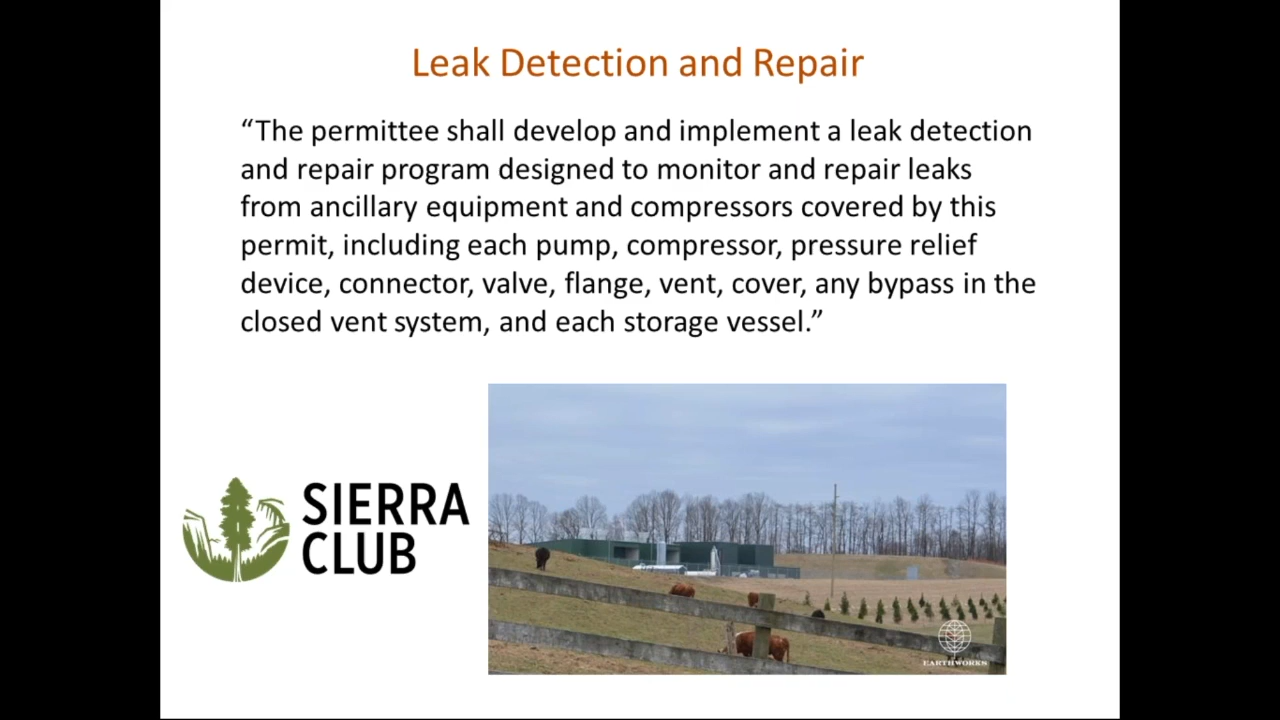 Leak Detection and Repair
“The permittee shall develop and implement a leak detection
and repair program designed to monitor and repair leaks
from ancillary equipment and compressors covered by this
permit, including each pump, compressor, pressure relief
device, connector, valve, flange, vent, cover, any bypass in the
closed vent system, and each storage vessel.”
SIERRA
CLUB
EARTHWORKS